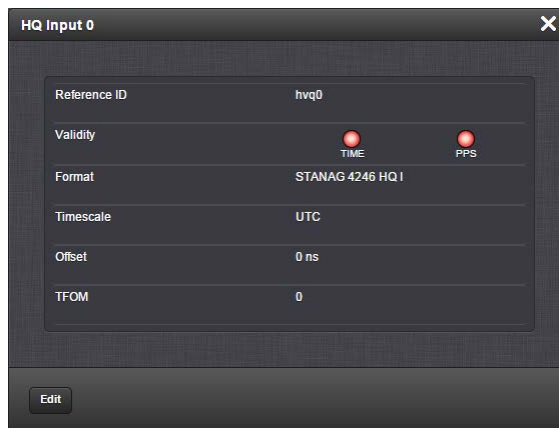 HQ Input 0
Reference ID hvq0
Validity
TIME PPS
Format STANAG 4246 HQ I
Timescale UTC
Offset 0 ns
TFOM 0
Edit